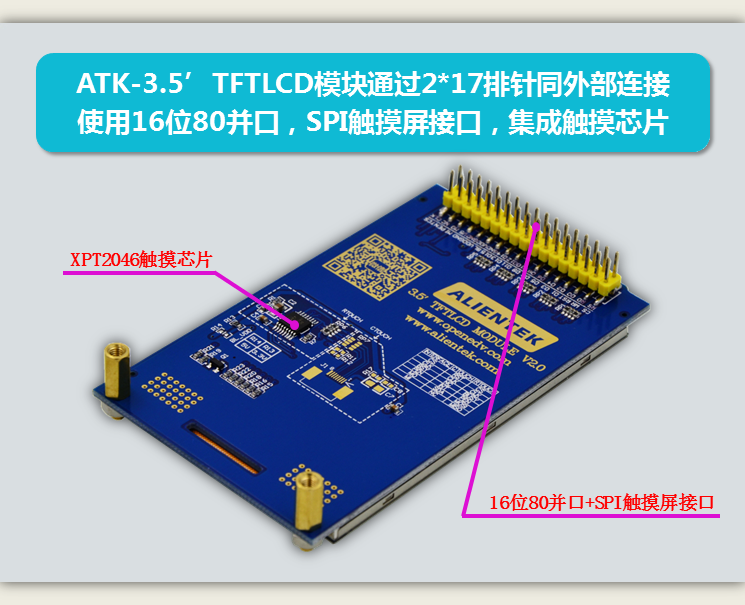 ATK-3.5′TFTLCD模块通过2*17排针同外部连接
使用16位80并口，SPI触摸屏接口，集成触摸芯片
XPT2046触摸芯片
ALIENTEK
3.5' TFTLCD MODULE V2.0
www.openedv.com
www.alientek.com
RTOUCH
CTOUCH
16位80并口+SPI触摸屏接口